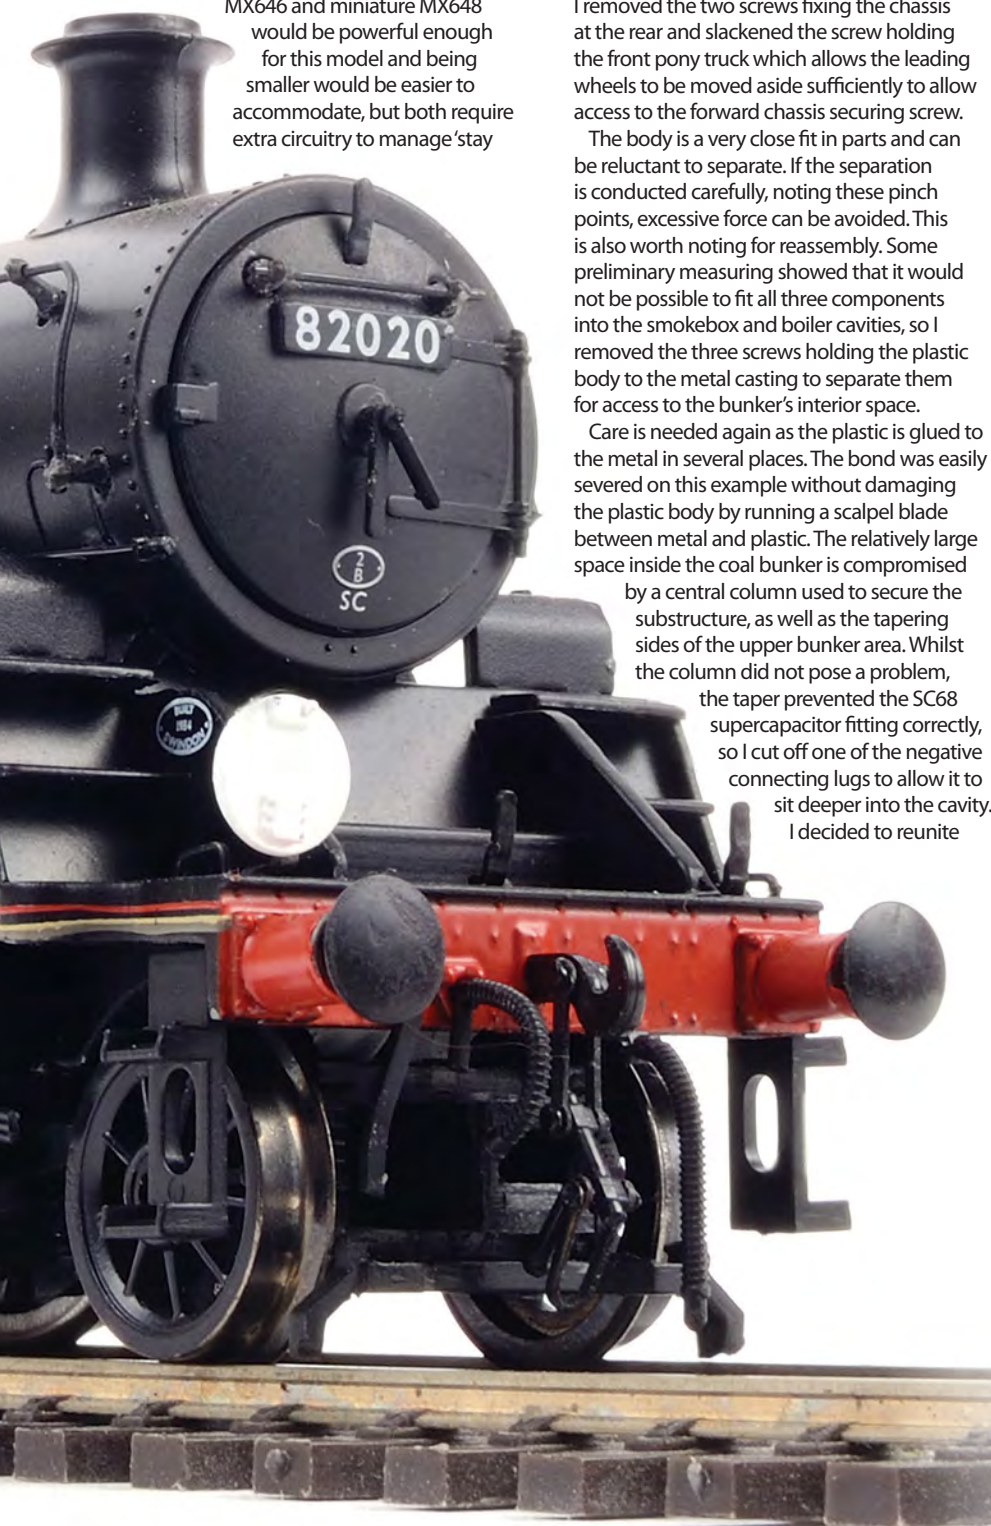 MX646 and miniature MX648
would be powerful enough
for this model and being
smaller would be easier to
accommodate, but both require
extra circuitry to manage ‘stay
I removed the two screws fixing the chassis
at the rear and slackened the screw holding
the front pony truck which allows the leading
wheels to be moved aside sufficiently to allow
access to the forward chassis securing screw.
The body is a very close fit in parts and can
be reluctant to separate. If the separation
is conducted carefully, noting these pinch
points, excessive force can be avoided. This
is also worth noting for reassembly. Some
preliminary measuring showed that it would
not be possible to fit all three components
into the smokebox and boiler cavities, so I
removed the three screws holding the plastic
body to the metal casting to separate them
for access to the bunker’s interior space.
Care is needed again as the plastic is glued to
the metal in several places. The bond was easily
severed on this example without damaging
the plastic body by running a scalpel blade
between metal and plastic. The relatively large
space inside the coal bunker is compromised
by a central column used to secure the
substructure, as well as the tapering
sides of the upper bunker area. Whilst
the column did not pose a problem,
the taper prevented the SC68
supercapacitor fitting correctly,
so I cut off one of the negative
connecting lugs to allow it to
sit deeper into the cavity.
I decided to reunite
82020
2
B
SC
BUILT
1954
SWINDON